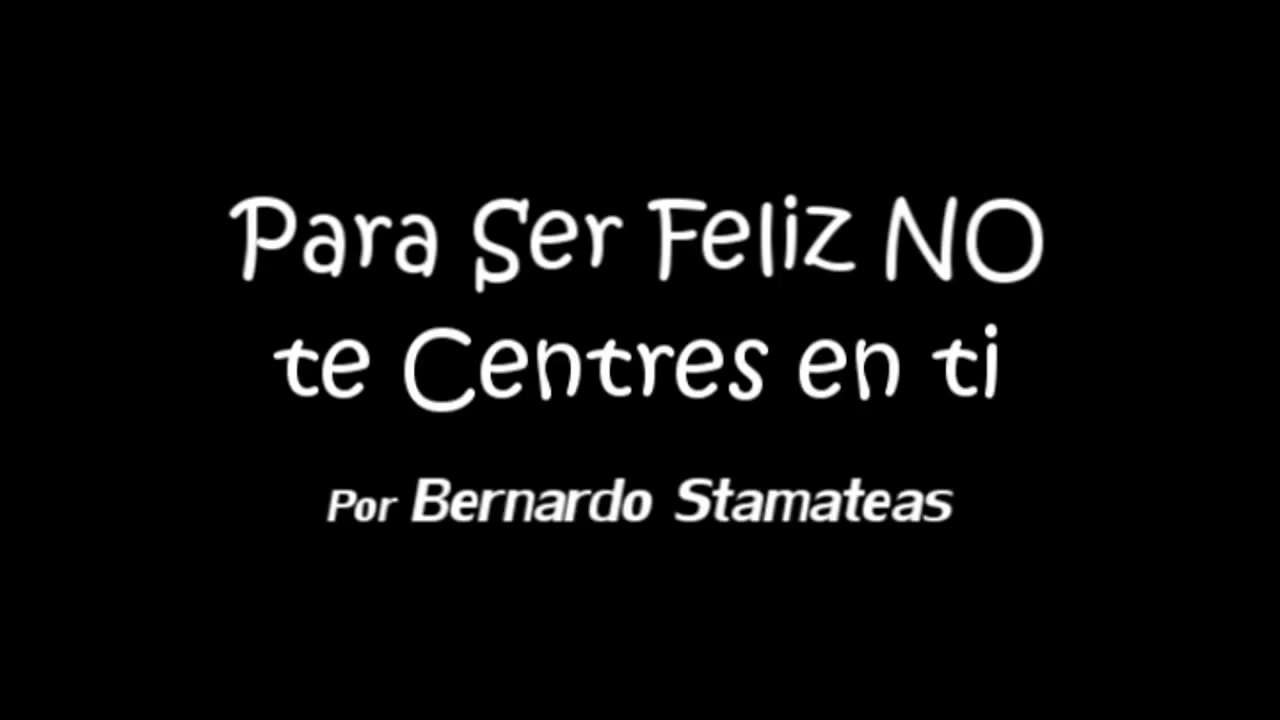 Para Ser Feliz NO
te Centres en ti
Por Bernardo Stamateas